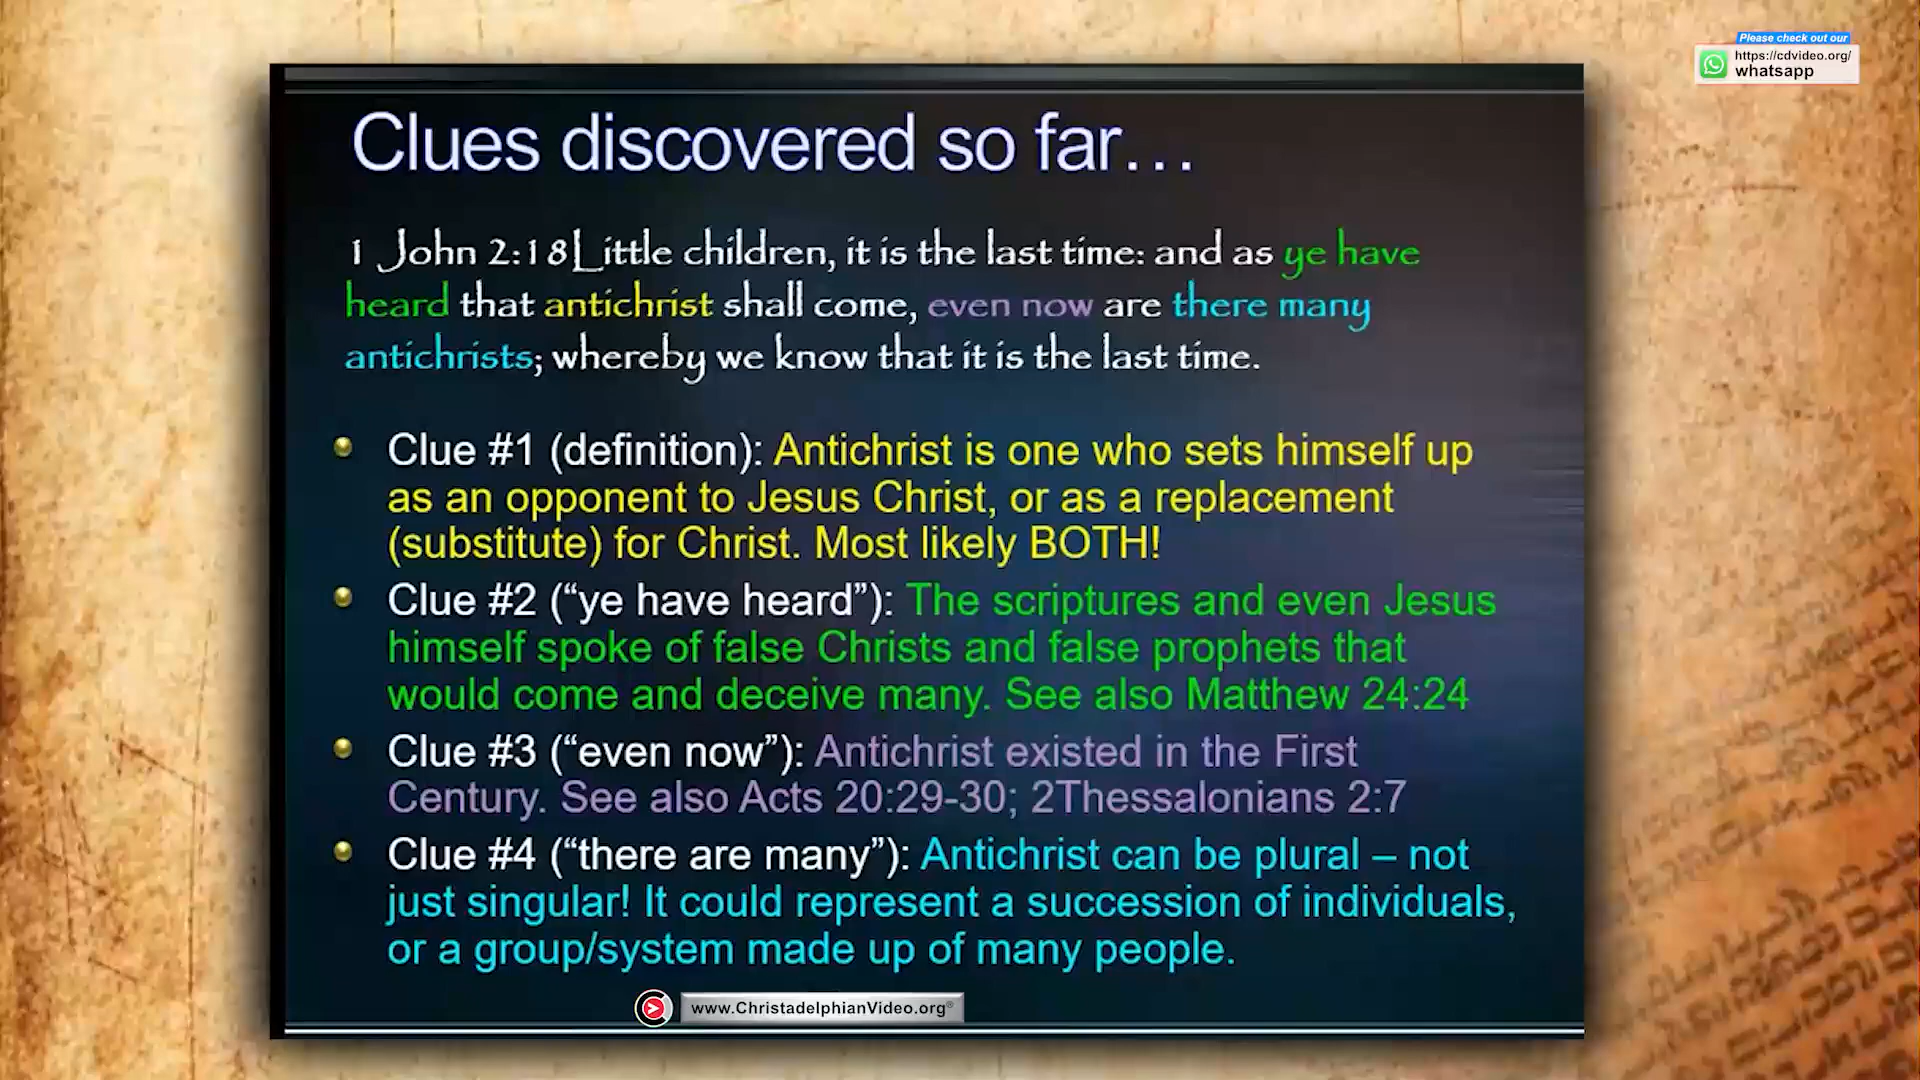 Please check out our
https://cdvideo.org/
whatsapp
Clues discovered so far…
1 John 2:18 Little children, it is the last time: and as ye have
heard that antichrist shall come, even now are there many
antichrists; whereby we know that it is the last time.
Clue #1 (definition): Antichrist is one who sets himself up
as an opponent to Jesus Christ, or as a replacement
(substitute) for Christ. Most likely BOTH!
Clue #2 (“ye have heard”): The scriptures and even Jesus
himself spoke of false Christs and false prophets that
would come and deceive many. See also Matthew 24:24
Clue #3 (“even now”): Antichrist existed in the First
Century. See also Acts 20:29-30; 2Thessalonians 2:7
Clue #4 (“there are many”): Antichrist can be plural – not
just singular! It could represent a succession of individuals,
or a group/system made up of many people.
www.ChristadelphianVideo.org®